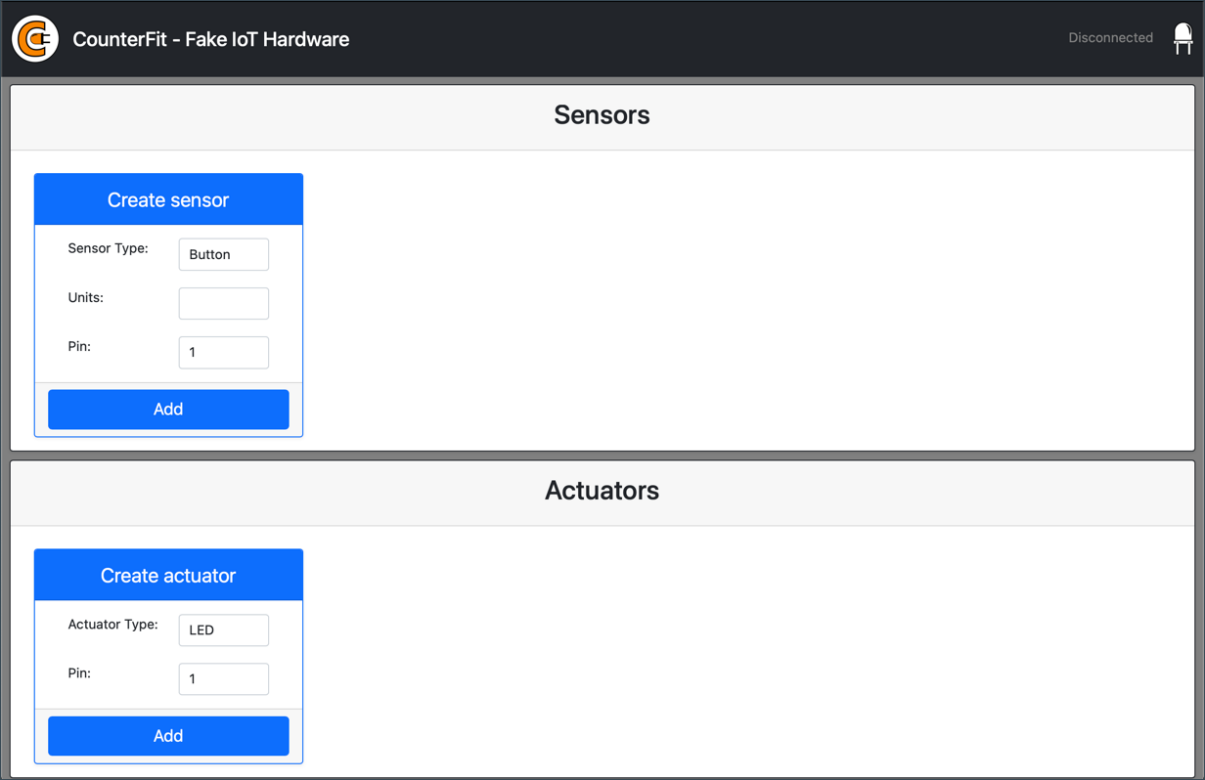 CounterFit - Fake IoT Hardware
Disconnected
Sensors
Create sensor
Sensor Type: Button
Units:
Pin: 1
Add
Actuators
Create actuator
Actuator Type: LED
Pin: 1
Add